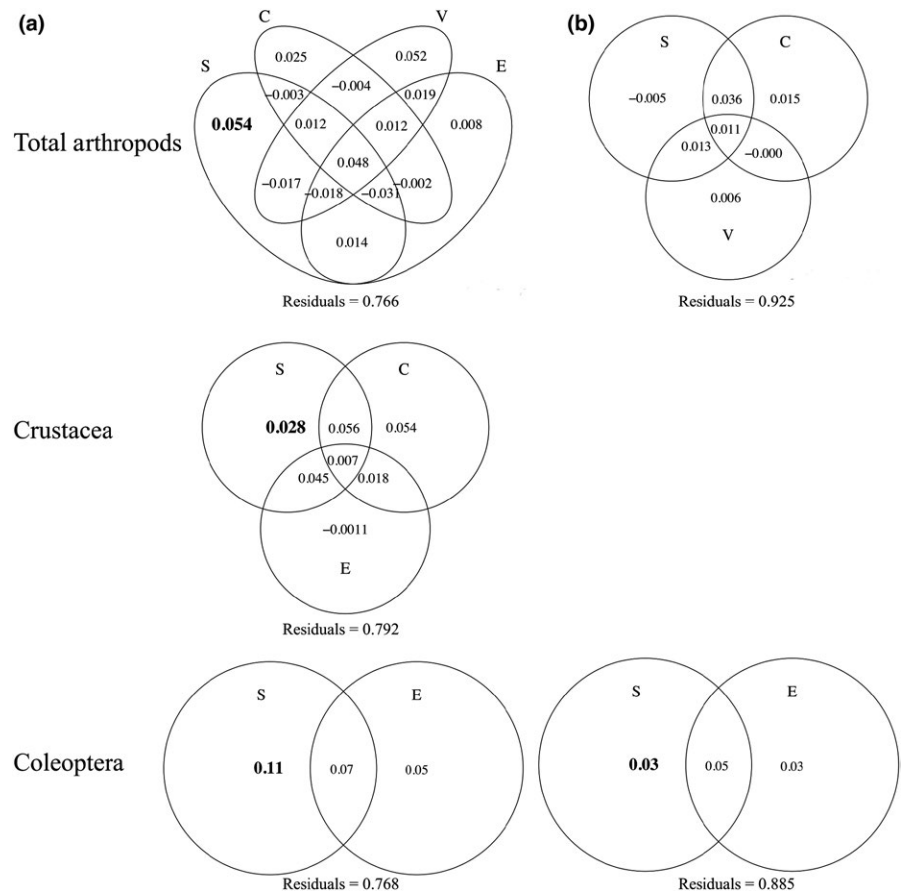 (a)
C
V
S
E
0.025
0.052
−0.004
−0.003
0.019
Total arthropods
0.054
0.012
0.012
0.008
0.048
−0.017
−0.018
−0.031
−0.002
0.014
Residuals = 0.766
(b)
S
C
−0.005
0.036
0.015
0.011
0.013
-0.000
0.006
V
Residuals = 0.925
Crustacea
S
C
0.028
0.056
0.054
0.007
0.045
0.018
−0.0011
E
Residuals = 0.792
Coleoptera
S
E
0.11
0.07
0.05
Residuals = 0.768
S
E
0.03
0.05
0.03
Residuals = 0.885